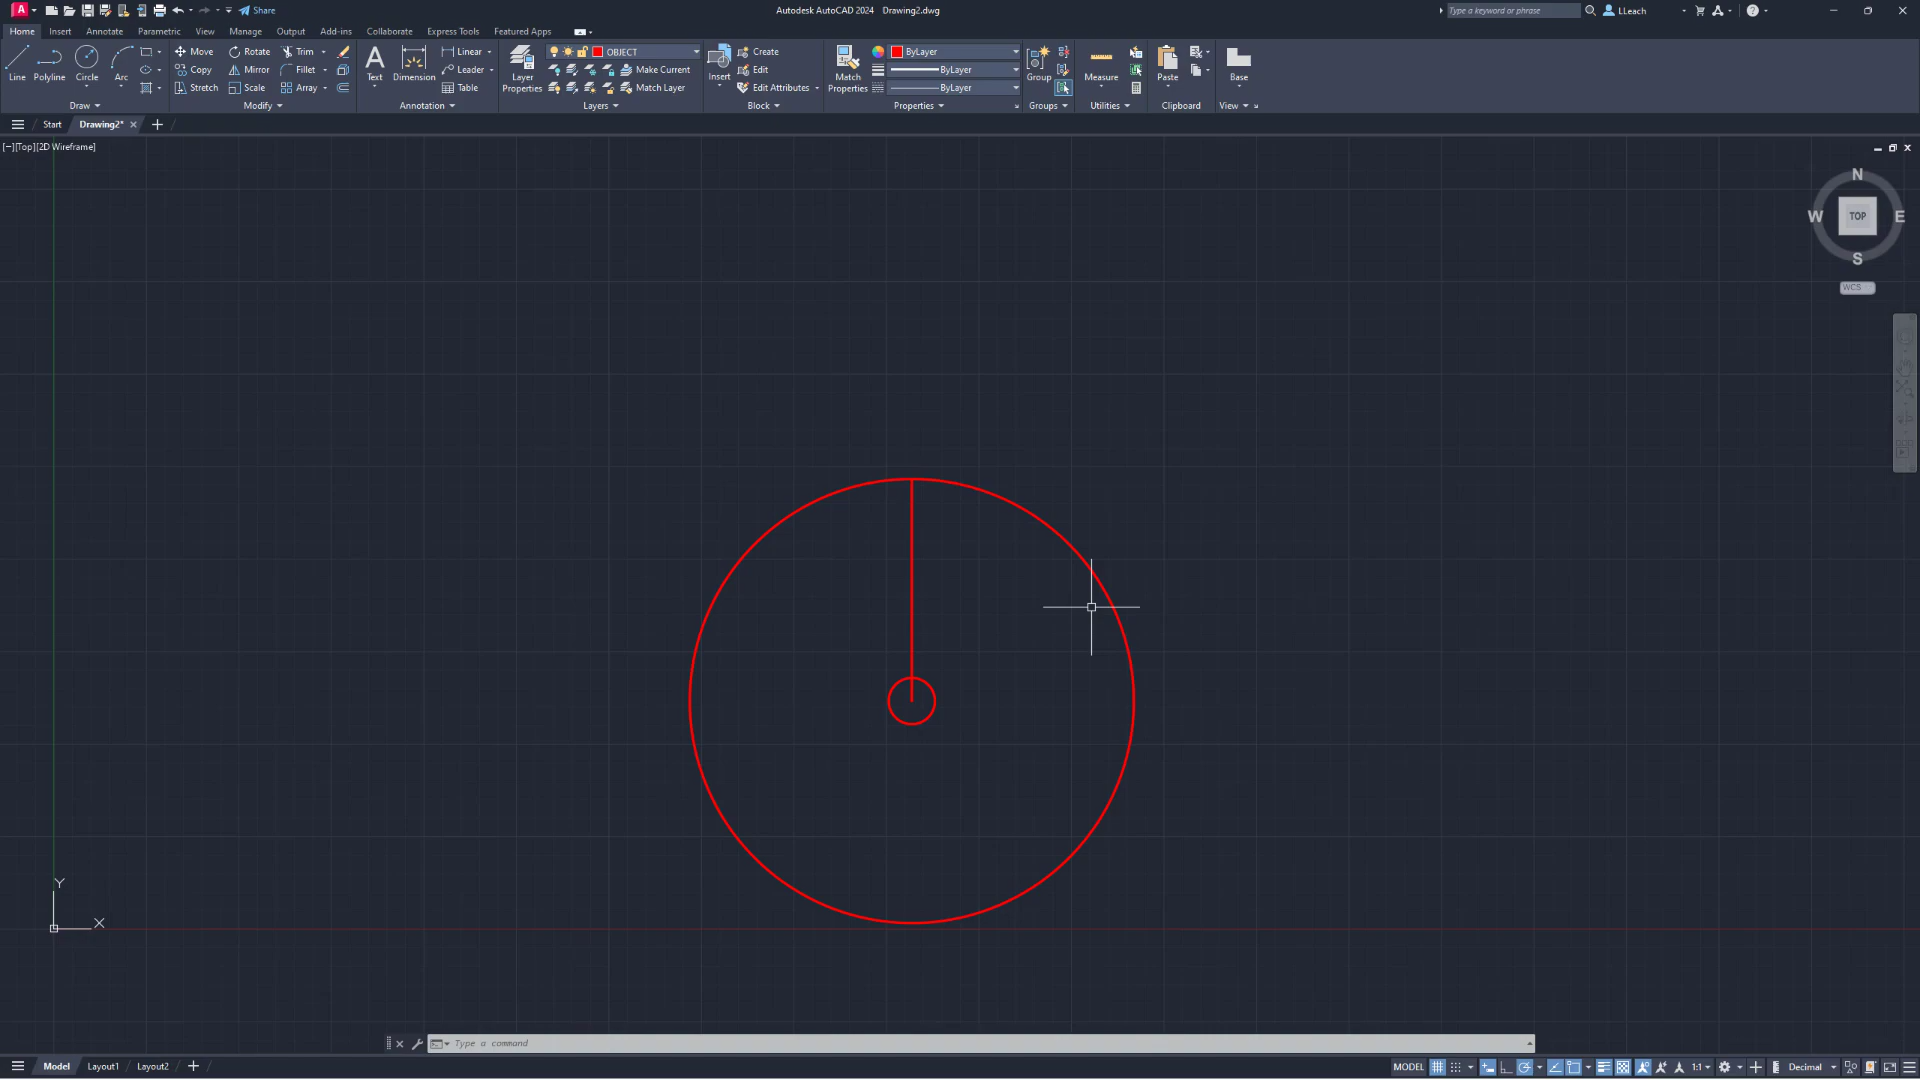 Share
Autodesk AutoCAD 2024 Drawing2.dwg
Type a keyword or phrase
LLeach
Home Insert Annotate Parametric View Manage Output Add-ins Collaborate Express Tools Featured Apps
Line Polyline Circle Arc
Move Rotate Trim
Copy Mirror Fillet
Stretch Scale Array
Text Dimension
Linear
Leader
Table
Layer Properties
OBJECT
Make Current
Match Layer
Insert
Create
Edit
Edit Attributes
Match Properties
ByLayer
ByLayer
ByLayer
Group
Measure
Paste
Base
Draw Modify Annotation Layers Block Properties Groups Utilities Clipboard View
Start Drawing2*
[−][Top][2D Wireframe]
N
W TOP E
S
WCS
Y
X
Type a command
Model Layout1 Layout2
MODEL 1:1 Decimal